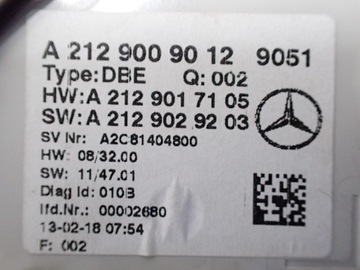 A 212 900 90 12 9051
Type:DBE Q: 002
HW:A 212 901 71 05
SW:A 212 902 92 03
SV Nr: A2C81404800
HW: 08/32.00
SW: 11/47.01
Diag Id: 010B
lfd.Nr.: 00002680
13-02-18 07:54
F: 002